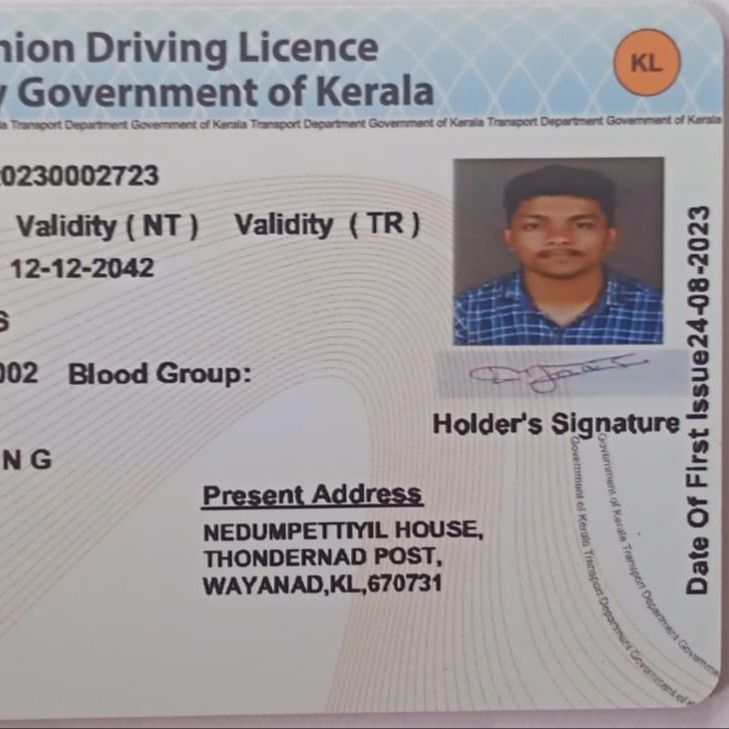 nion Driving Licence
y Government of Kerala
KL
Transport Department Government of Kerala Transport Department Government of Kerala Transport Department Government of Kerala
0230002723
Validity ( NT ) Validity ( TR )
12-12-2042
S
002 Blood Group:
N G
Holder's Signature
Date Of First Issue24-08-2023
Present Address
NEDUMPETTIYIL HOUSE,
THONDERNAD POST,
WAYANAD,KL,670731
Government of Kerala Transport Department Government
Government of Kerala Transport Department Government of